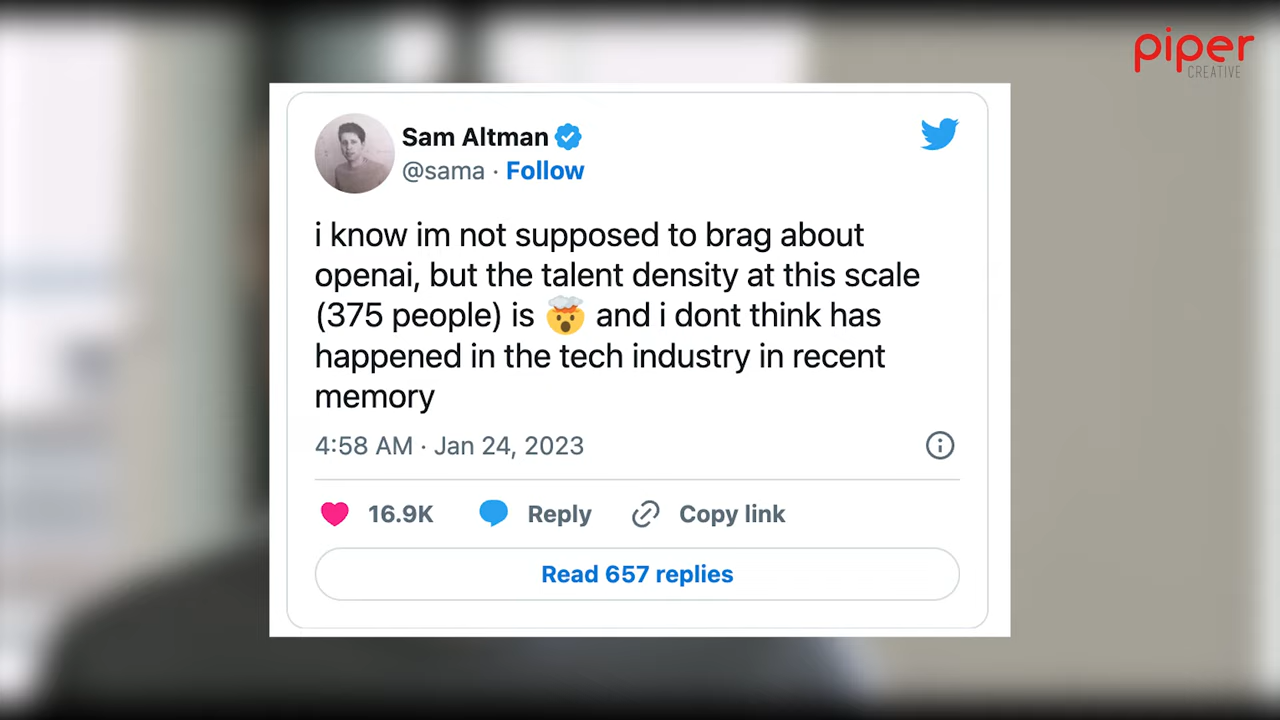 piper
CREATIVE
Sam Altman
@sama · Follow
i know im not supposed to brag about
openai, but the talent density at this scale
(375 people) is 🤯 and i dont think has
happened in the tech industry in recent
memory
4:58 AM · Jan 24, 2023
16.9K Reply Copy link
Read 657 replies